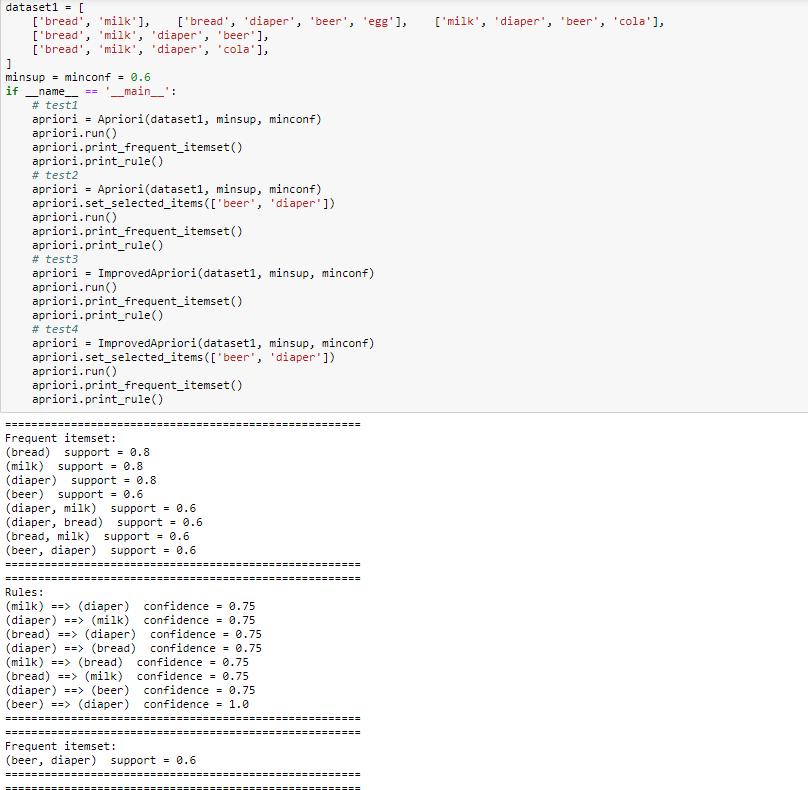 dataset1 = [
    ['bread', 'milk'],    ['bread', 'diaper', 'beer', 'egg'],    ['milk', 'diaper', 'beer', 'cola'],
    ['bread', 'milk', 'diaper', 'beer'],
    ['bread', 'milk', 'diaper', 'cola'],
]
minsup = minconf = 0.6
if __name__ == '__main__':
    # test1
    apriori = Apriori(dataset1, minsup, minconf)
    apriori.run()
    apriori.print_frequent_itemset()
    apriori.print_rule()
    # test2
    apriori = Apriori(dataset1, minsup, minconf)
    apriori.set_selected_items(['beer', 'diaper'])
    apriori.run()
    apriori.print_frequent_itemset()
    apriori.print_rule()
    # test3
    apriori = ImprovedApriori(dataset1, minsup, minconf)
    apriori.run()
    apriori.print_frequent_itemset()
    apriori.print_rule()
    # test4
    apriori = ImprovedApriori(dataset1, minsup, minconf)
    apriori.set_selected_items(['beer', 'diaper'])
    apriori.run()
    apriori.print_frequent_itemset()
    apriori.print_rule()
======================================================
Frequent itemset:
(bread)  support = 0.8
(milk)  support = 0.8
(diaper)  support = 0.8
(beer)  support = 0.6
(diaper, milk)  support = 0.6
(diaper, bread)  support = 0.6
(bread, milk)  support = 0.6
(beer, diaper)  support = 0.6
======================================================
======================================================
Rules:
(milk) ==> (diaper)  confidence = 0.75
(diaper) ==> (milk)  confidence = 0.75
(bread) ==> (diaper)  confidence = 0.75
(diaper) ==> (bread)  confidence = 0.75
(milk) ==> (bread)  confidence = 0.75
(bread) ==> (milk)  confidence = 0.75
(diaper) ==> (beer)  confidence = 0.75
(beer) ==> (diaper)  confidence = 1.0
======================================================
======================================================
Frequent itemset:
(beer, diaper)  support = 0.6
======================================================
======================================================